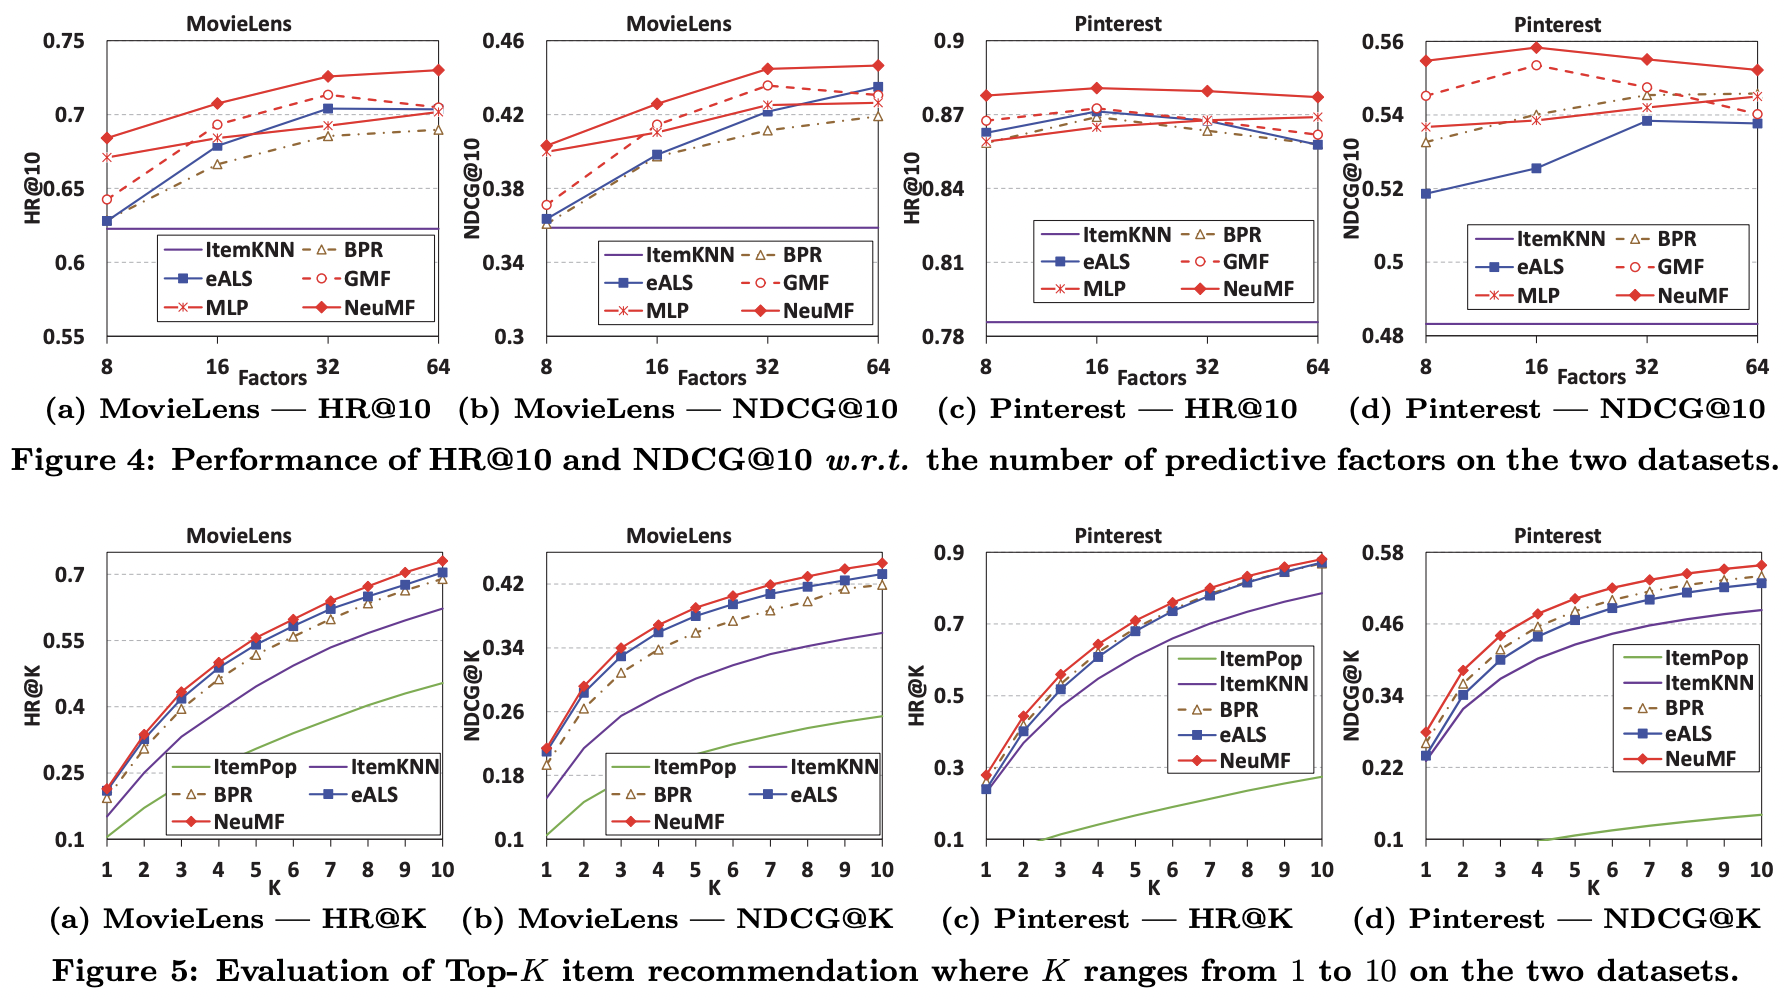 MovieLens
0.75
0.7
0.65
0.6
0.55
HR@10
8 16 32 64
Factors
ItemKNN BPR
eALS GMF
MLP NeuMF
(a) MovieLens — HR@10
MovieLens
0.46
0.42
0.38
0.34
0.3
NDCG@10
8 16 32 64
Factors
ItemKNN BPR
eALS GMF
MLP NeuMF
(b) MovieLens — NDCG@10
Pinterest
0.9
0.87
0.84
0.81
0.78
HR@10
8 16 32 64
Factors
ItemKNN BPR
eALS GMF
MLP NeuMF
(c) Pinterest — HR@10
Pinterest
0.56
0.54
0.52
0.5
0.48
NDCG@10
8 16 32 64
Factors
ItemKNN BPR
eALS GMF
MLP NeuMF
(d) Pinterest — NDCG@10
Figure 4: Performance of HR@10 and NDCG@10 w.r.t. the number of predictive factors on the two datasets.
MovieLens
0.7
0.55
0.4
0.25
0.1
HR@K
1 2 3 4 5 6 7 8 9 10
K
ItemPop ItemKNN
BPR eALS
NeuMF
(a) MovieLens — HR@K
MovieLens
0.42
0.34
0.26
0.18
0.1
NDCG@K
1 2 3 4 5 6 7 8 9 10
K
ItemPop ItemKNN
BPR eALS
NeuMF
(b) MovieLens — NDCG@K
Pinterest
0.9
0.7
0.5
0.3
0.1
HR@K
1 2 3 4 5 6 7 8 9 10
K
ItemPop
ItemKNN
BPR
eALS
NeuMF
(c) Pinterest — HR@K
Pinterest
0.58
0.46
0.34
0.22
0.1
NDCG@K
1 2 3 4 5 6 7 8 9 10
K
ItemPop
ItemKNN
BPR
eALS
NeuMF
(d) Pinterest — NDCG@K
Figure 5: Evaluation of Top-K item recommendation where K ranges from 1 to 10 on the two datasets.